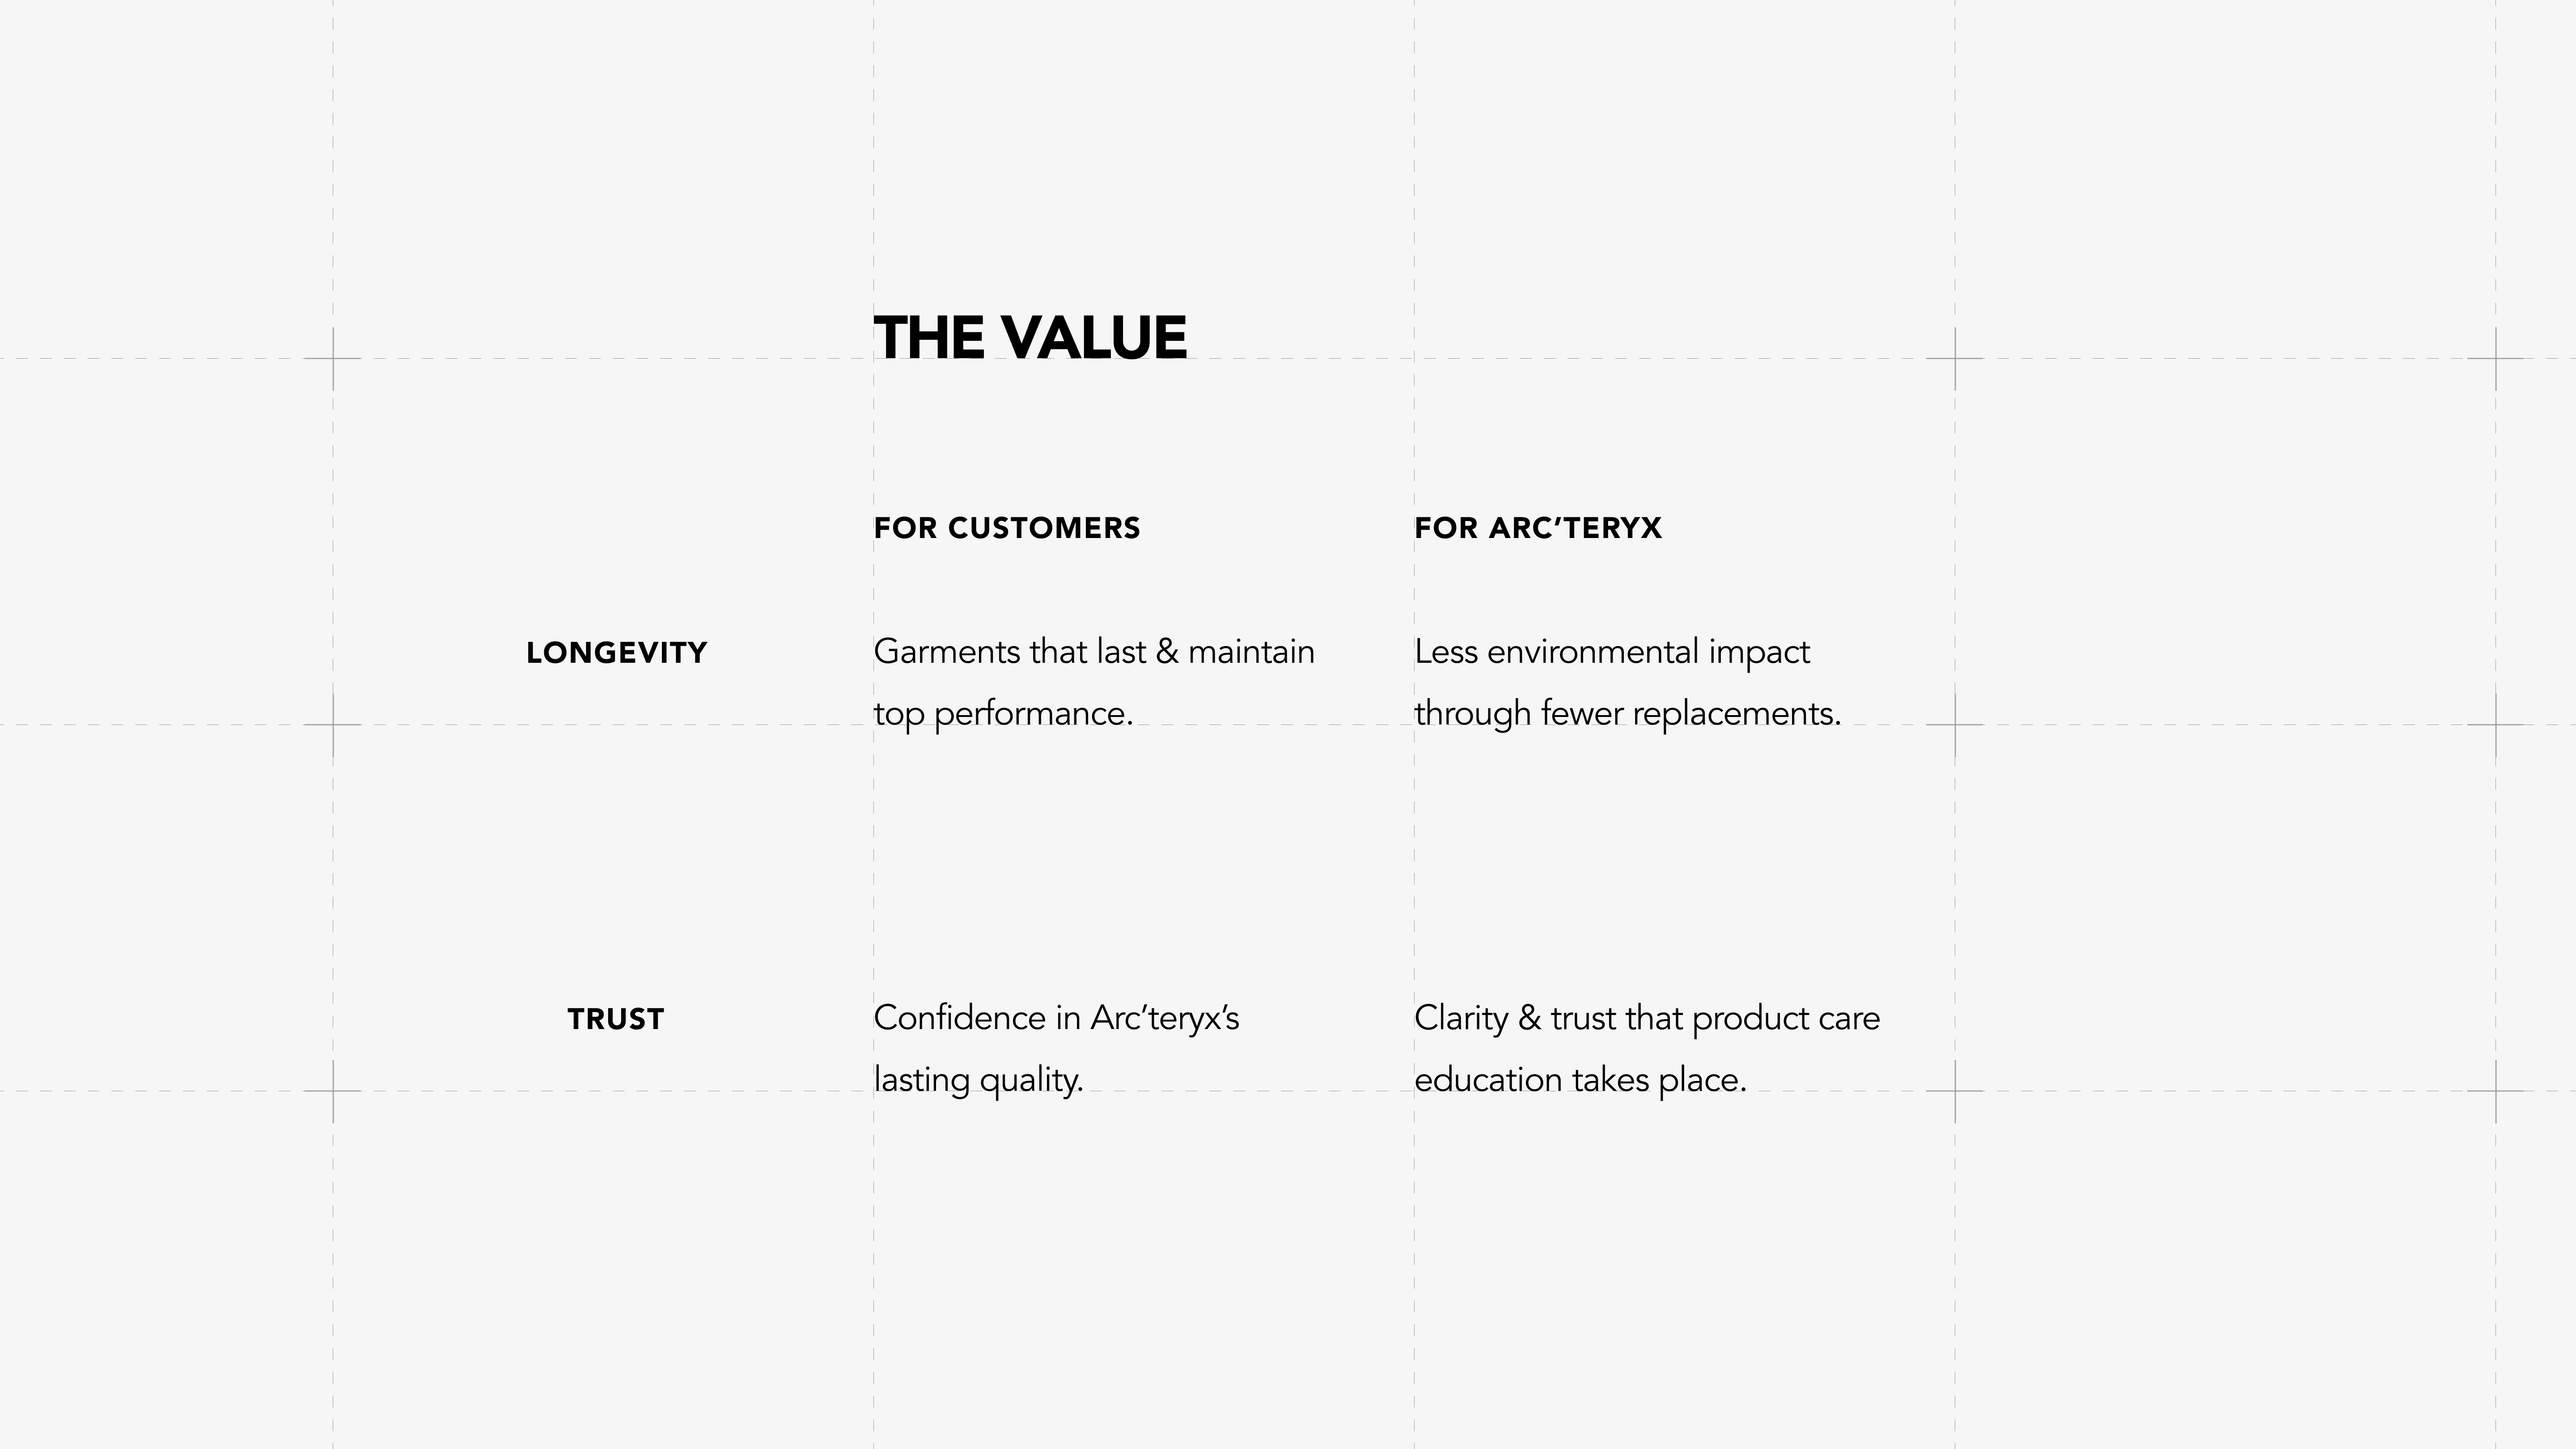 THE VALUE
FOR CUSTOMERS
FOR ARC’TERYX
LONGEVITY
Garments that last & maintain
top performance.
Less environmental impact
through fewer replacements.
TRUST
Confidence in Arc’teryx’s
lasting quality.
Clarity & trust that product care
education takes place.